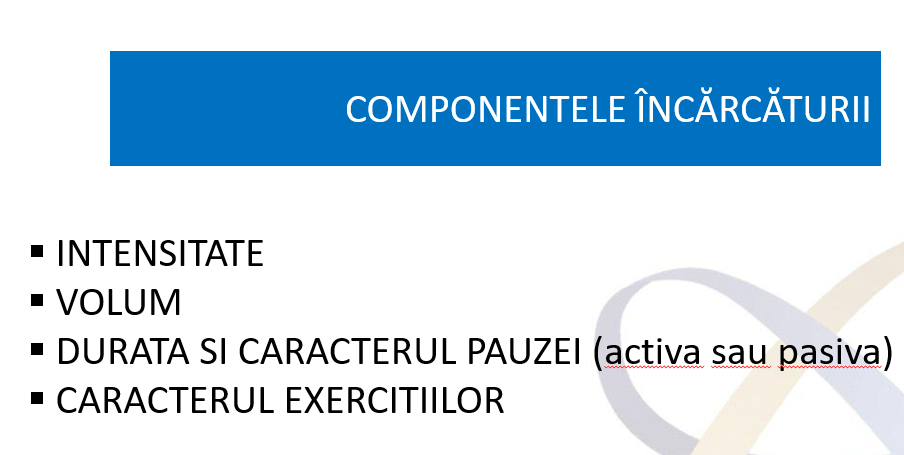 COMPONENTELE ÎNCĂRCĂTURII
▪ INTENSITATE
▪ VOLUM
▪ DURATA SI CARACTERUL PAUZEI (activa sau pasiva)
▪ CARACTERUL EXERCITIILOR